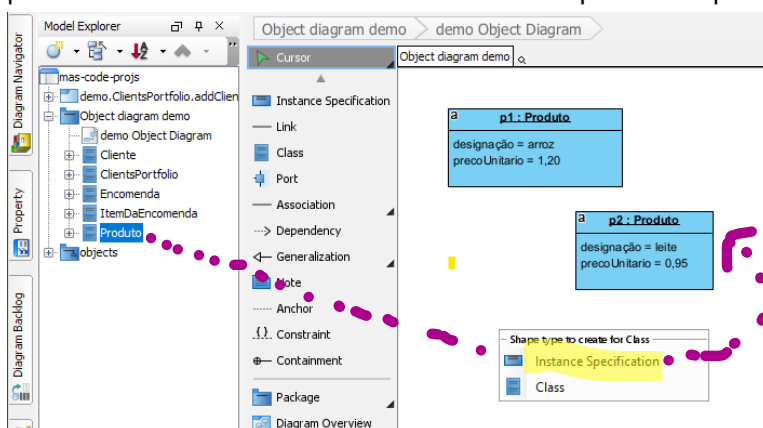 Model Explorer
Diagram Navigator
Property
Diagram Backlog
mas-code-projs
demo.ClientsPortfolio.addClien
Object diagram demo
demo Object Diagram
Cliente
ClientsPortfolio
Encomenda
ItemDaEncomenda
Produto
objects
Object diagram demo
demo Object Diagram
Cursor
Instance Specification
Link
Class
Port
Association
Dependency
Generalization
Note
Anchor
Constraint
Containment
Package
Diagram Overview
Object diagram demo
a
p1 : Produto
designação = arroz
precoUnitario = 1,20
a
p2 : Produto
designação = leite
precoUnitario = 0,95
Shape type to create for Class
Instance Specification
Class